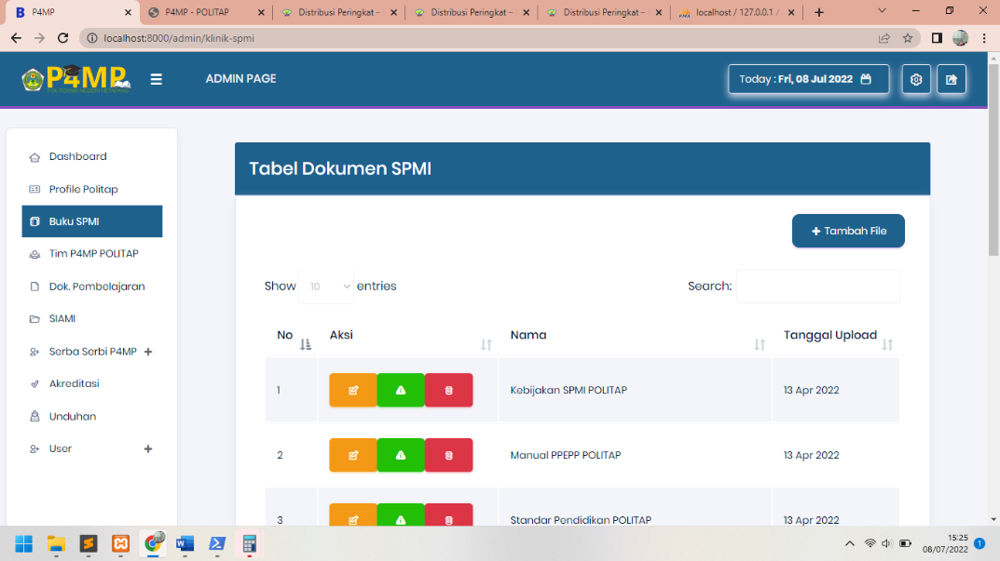 P4MP
P4MP - POLITAP
Distribusi Peringkat –
Distribusi Peringkat –
Distribusi Peringkat –
localhost / 127.0.0.1 /
localhost:8000/admin/klinik-spmi
P4MP
ADMIN PAGE
Today : Fri, 08 Jul 2022
Dashboard
Profile Politap
Buku SPMI
Tim P4MP POLITAP
Dok. Pembelajaran
SIAMI
Serba Serbi P4MP +
Akreditasi
Unduhan
User +
Tabel Dokumen SPMI
+ Tambah File
Show 10 entries
Search:
No Aksi Nama Tanggal Upload
1 Kebijakan SPMI POLITAP 13 Apr 2022
2 Manual PPEPP POLITAP 13 Apr 2022
3 Standar Pendidikan POLITAP 13 Apr 2022
15:25
08/07/2022
1